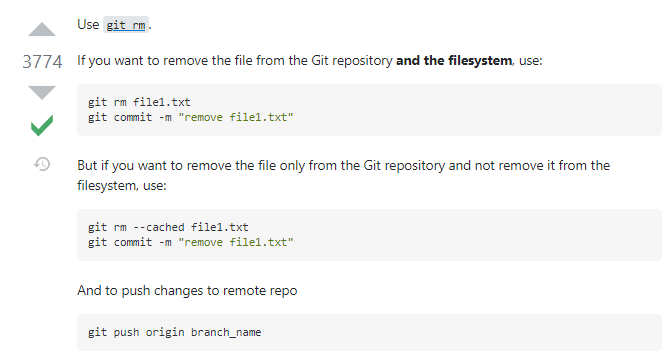 Use git rm.
3774 If you want to remove the file from the Git repository and the filesystem, use:
git rm file1.txt
git commit -m "remove file1.txt"
But if you want to remove the file only from the Git repository and not remove it from the
filesystem, use:
git rm --cached file1.txt
git commit -m "remove file1.txt"
And to push changes to remote repo
git push origin branch_name